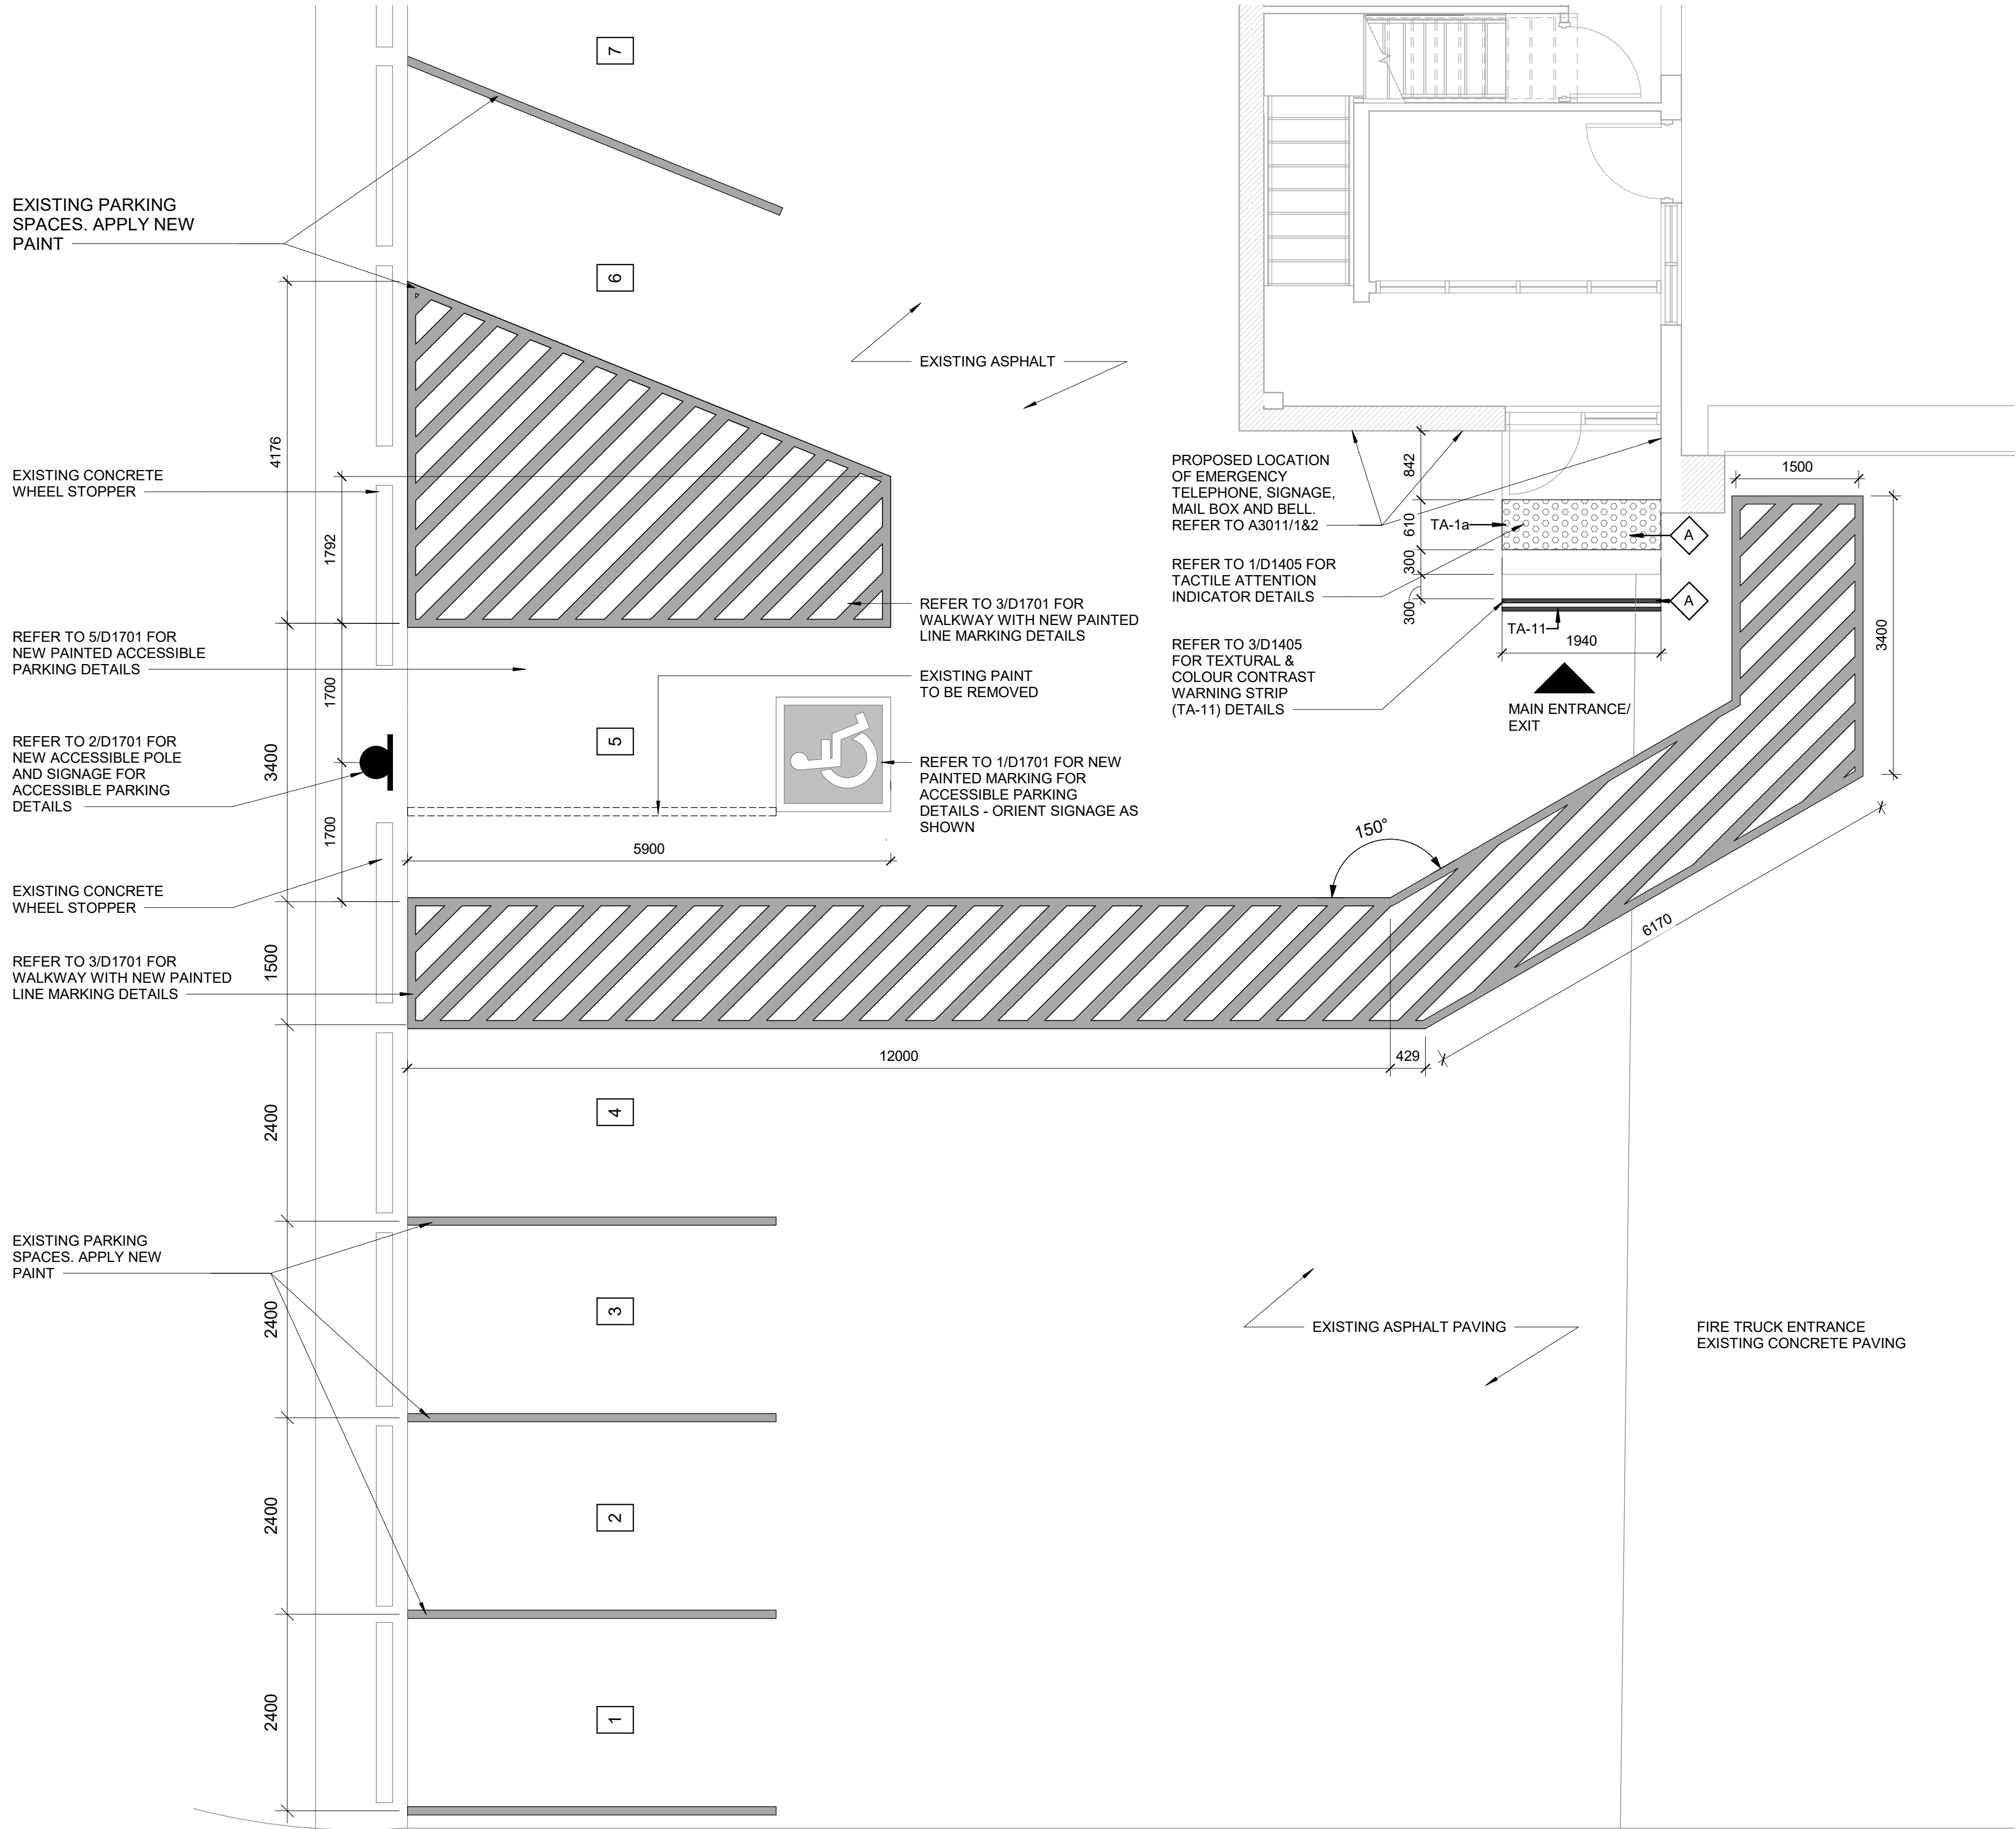 7
EXISTING PARKING
SPACES. APPLY NEW
PAINT
6
EXISTING ASPHALT
4176
EXISTING CONCRETE
WHEEL STOPPER
1792
PROPOSED LOCATION
OF EMERGENCY
TELEPHONE, SIGNAGE,
MAIL BOX AND BELL.
REFER TO A3011/1&2
842
610
300
300
TA-1a
A
1500
3400
REFER TO 1/D1405 FOR
TACTILE ATTENTION
INDICATOR DETAILS
A
TA-11
1940
REFER TO 3/D1405
FOR TEXTURAL &
COLOUR CONTRAST
WARNING STRIP
(TA-11) DETAILS
MAIN ENTRANCE/
EXIT
REFER TO 3/D1701 FOR
WALKWAY WITH NEW PAINTED
LINE MARKING DETAILS
REFER TO 5/D1701 FOR
NEW PAINTED ACCESSIBLE
PARKING DETAILS
EXISTING PAINT
TO BE REMOVED
1700
3400
1700
5
REFER TO 2/D1701 FOR
NEW ACCESSIBLE POLE
AND SIGNAGE FOR
ACCESSIBLE PARKING
DETAILS
REFER TO 1/D1701 FOR NEW
PAINTED MARKING FOR
ACCESSIBLE PARKING
DETAILS - ORIENT SIGNAGE AS
SHOWN
5900
150°
EXISTING CONCRETE
WHEEL STOPPER
6170
1500
REFER TO 3/D1701 FOR
WALKWAY WITH NEW PAINTED
LINE MARKING DETAILS
12000
429
2400
4
EXISTING PARKING
SPACES. APPLY NEW
PAINT
2400
3
EXISTING ASPHALT PAVING
FIRE TRUCK ENTRANCE
EXISTING CONCRETE PAVING
2400
2
2400
1